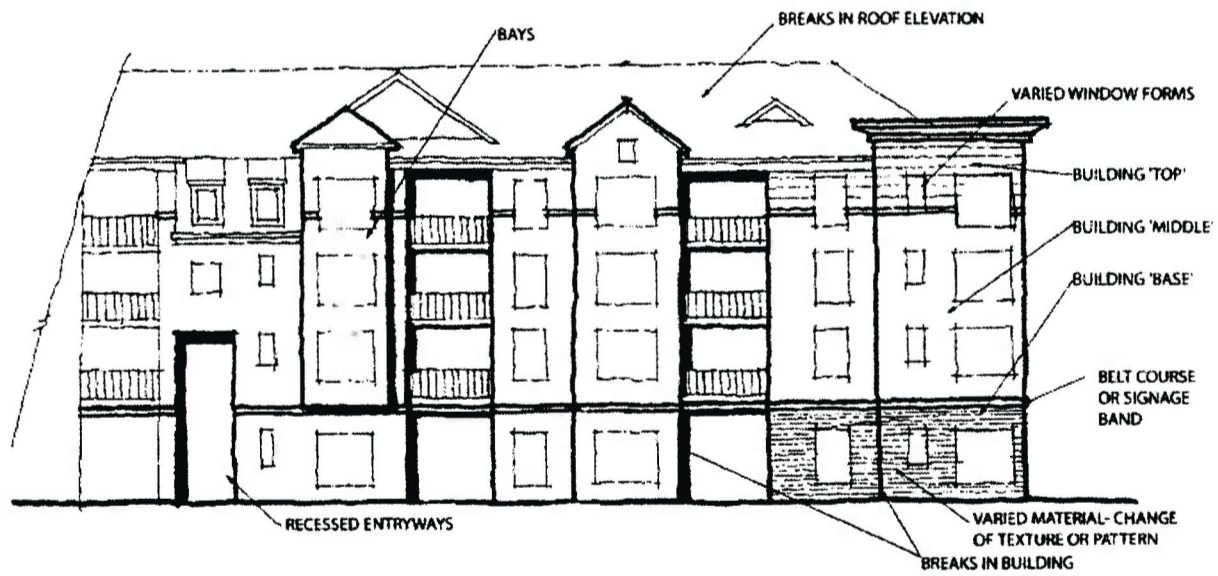 BREAKS IN ROOF ELEVATION
BAYS
VARIED WINDOW FORMS
BUILDING 'TOP'
BUILDING 'MIDDLE'
BUILDING 'BASE'
BELT COURSE
OR SIGNAGE
BAND
RECESSED ENTRYWAYS
VARIED MATERIAL- CHANGE
OF TEXTURE OR PATTERN
BREAKS IN BUILDING